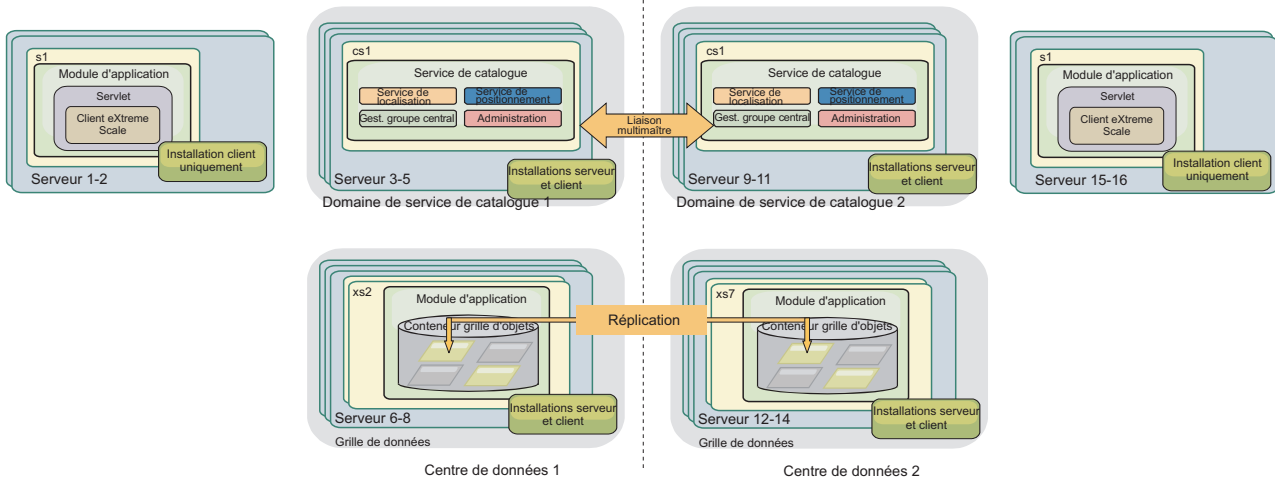 s1
Module d'application
Servlet
Client eXtreme
Scale
Installation client
uniquement
Serveur 1-2
cs1
Service de catalogue
Service de
localisation
Service de
positionnement
Gest. groupe central
Administration
Installations serveur
et client
Serveur 3-5
Domaine de service de catalogue 1
Liaison
multimaître
cs1
Service de catalogue
Service de
localisation
Service de
positionnement
Gest. groupe central
Administration
Installations serveur
et client
Serveur 9-11
Domaine de service de catalogue 2
s1
Module d'application
Servlet
Client eXtreme
Scale
Installation client
uniquement
Serveur 15-16
xs2
Module d'application
Conteneur grille d'objets
Installations serveur
et client
Serveur 6-8
Grille de données
Réplication
xs7
Module d'application
Conteneur grille d'objets
Installations serveur
et client
Serveur 12-14
Grille de données
Centre de données 1
Centre de données 2